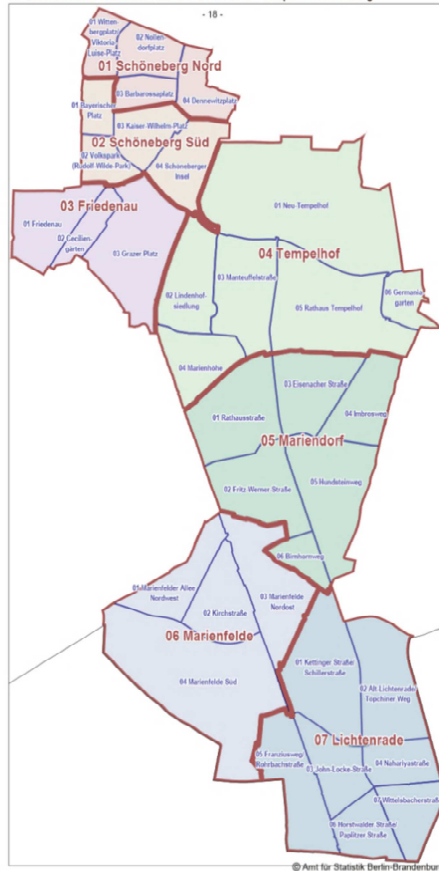 - 18 -
01 Witten-
bergplatz
Viktoria-
Luise-Platz
02 Nollen-
dorfplatz
01 Schöneberg Nord
03 Barbarossaplatz
04 Dennewitzplatz
01 Bayerischer
Platz
03 Kaiser-Wilhelm-Platz
02 Schöneberg Süd
02 Volkspark
(Rudolf-Wilde-Park)
04 Schöneberger
Insel
03 Friedenau
01 Friedenau
02 Cecilien-
gärten
03 Grazer Platz
01 Neu-Tempelhof
04 Tempelhof
03 Manteuffelstraße
06 Germania-
garten
02 Lindenhof-
siedlung
05 Rathaus Tempelhof
04 Marienhöhe
03 Eisenacher Straße
01 Rathausstraße
04 Imbrosweg
05 Mariendorf
02 Fritz-Werner-Straße
05 Hundsteinweg
06 Birnhornweg
01 Marienfelder Allee
Nordwest
03 Marienfelde
Nordost
02 Kirchstraße
06 Marienfelde
04 Marienfelde Süd
01 Kettinger Straße/
Schillerstraße
02 Alt-Lichtenrade/
Töpchiner Weg
07 Lichtenrade
05 Franziusweg/
Rohrbachstraße
03 John-Locke-Straße
04 Nahariyastraße
07 Wittelsbacherstraße
06 Horstwalder Straße/
Paplitzer Straße
© Amt für Statistik Berlin-Brandenburg